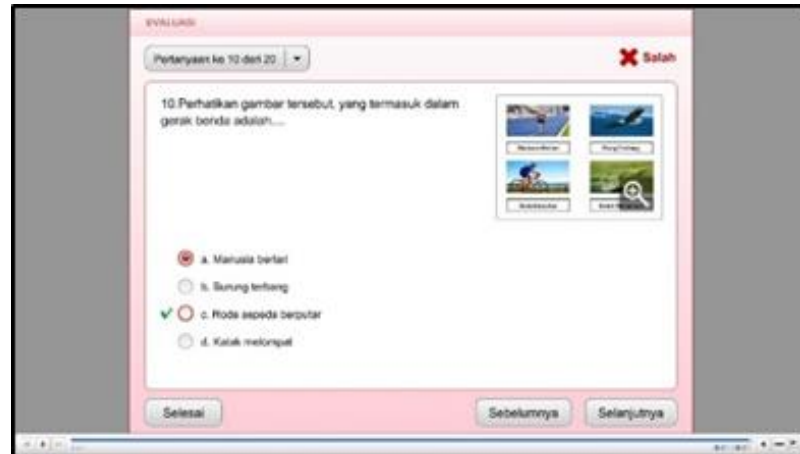 EVALUASI
Pertanyaan ke 10 dari 20
Salah
10.Perhatikan gambar tersebut, yang termasuk dalam
gerak benda adalah....
a. Manusia berlari
b. Burung terbang
c. Roda sepeda berputar
d. Katak melompat
Selesai
Sebelumnya
Selanjutnya